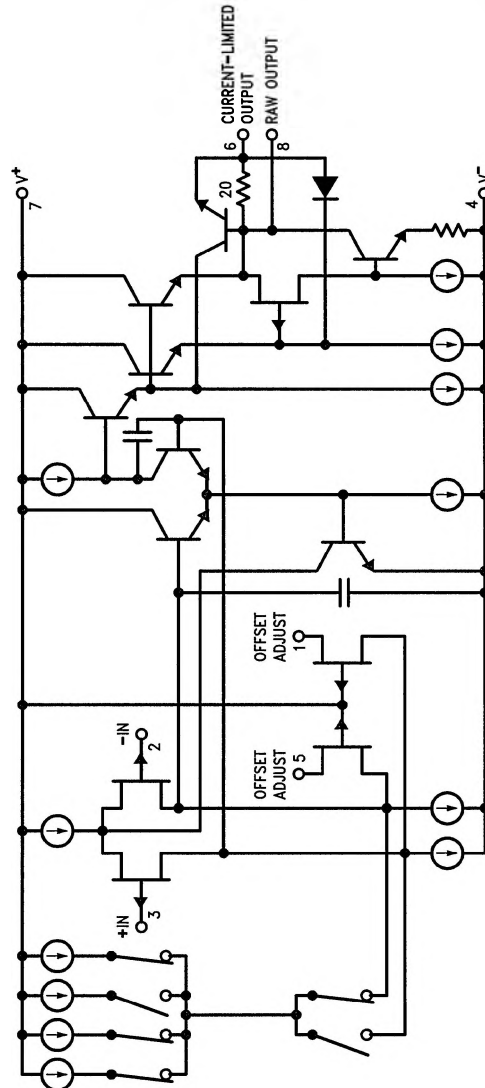 CURRENT-LIMITED
OUTPUT
6
RAW OUTPUT
8
V+
7
20
4
V−
-IN
2
+IN
3
OFFSET
ADJUST
1
OFFSET
ADJUST
5